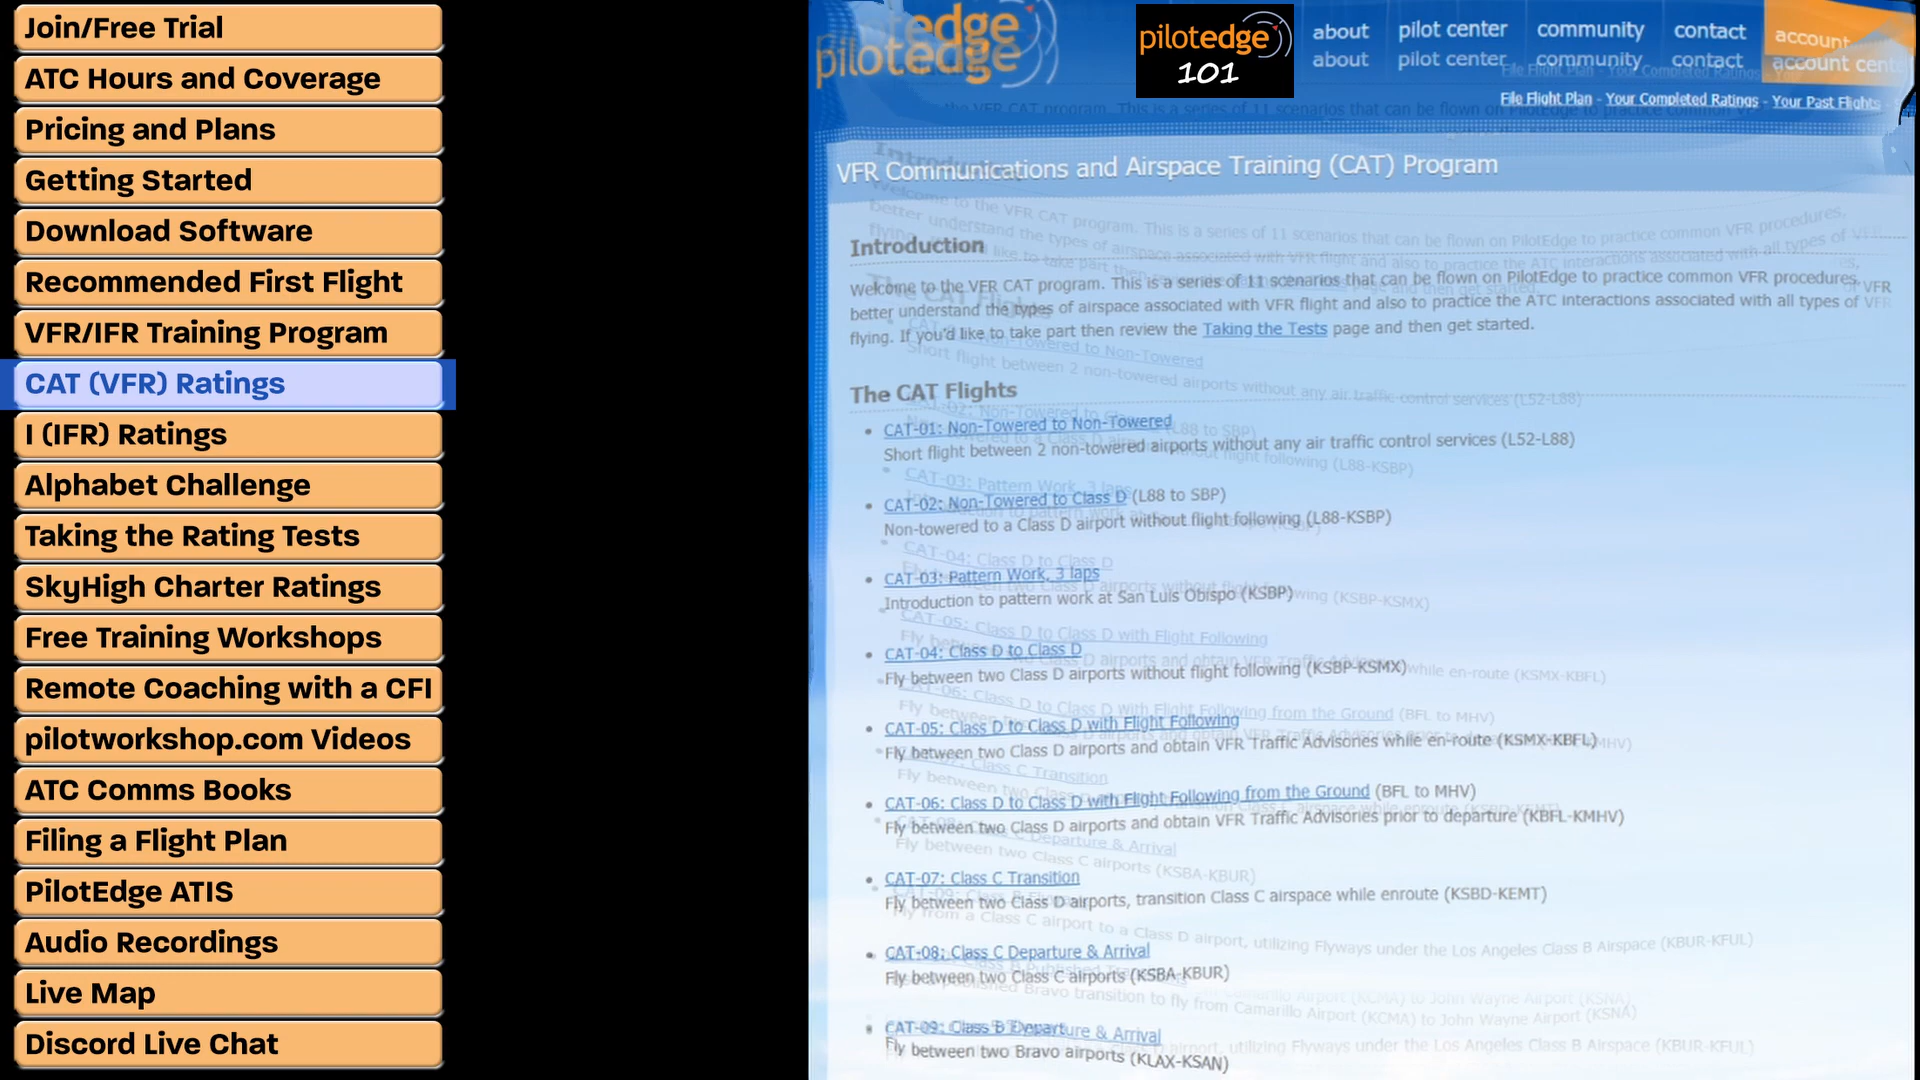 Join/Free Trial
ATC Hours and Coverage
Pricing and Plans
Getting Started
Download Software
Recommended First Flight
VFR/IFR Training Program
CAT (VFR) Ratings
I (IFR) Ratings
Alphabet Challenge
Taking the Rating Tests
SkyHigh Charter Ratings
Free Training Workshops
Remote Coaching with a CFI
pilotworkshop.com Videos
ATC Comms Books
Filing a Flight Plan
PilotEdge ATIS
Audio Recordings
Live Map
Discord Live Chat
pilotedge
pilotedge
101
about pilot center community contact account center
File Flight Plan - Your Completed Ratings - Your Past Flights -
VFR Communications and Airspace Training (CAT) Program
Introduction
Welcome to the VFR CAT program. This is a series of 11 scenarios that can be flown on PilotEdge to practice common VFR procedures,
better understand the types of airspace associated with VFR flight and also to practice the ATC interactions associated with all types of VFR
flying. If you'd like to take part then review the Taking the Tests page and then get started.
The CAT Flights
CAT-01: Non-Towered to Non-Towered
Short flight between 2 non-towered airports without any air traffic control services (L52-L88)
CAT-02: Non-Towered to Class D (L88 to SBP)
Non-towered to a Class D airport without flight following (L88-KSBP)
CAT-03: Pattern Work, 3 laps
Introduction to pattern work at San Luis Obispo (KSBP)
CAT-04: Class D to Class D
Fly between two Class D airports without flight following (KSBP-KSMX)
CAT-05: Class D to Class D with Flight Following
Fly between two Class D airports and obtain VFR Traffic Advisories while en-route (KSMX-KBFL)
CAT-06: Class D to Class D with Flight Following from the Ground (BFL to MHV)
Fly between two Class D airports and obtain VFR Traffic Advisories prior to departure (KBFL-KMHV)
CAT-07: Class C Transition
Fly between two Class D airports, transition Class C airspace while enroute (KSBD-KEMT)
CAT-08: Class C Departure & Arrival
Fly between two Class C airports (KSBA-KBUR)
CAT-09: Class B Departure & Arrival
Fly between two Bravo airports (KLAX-KSAN)